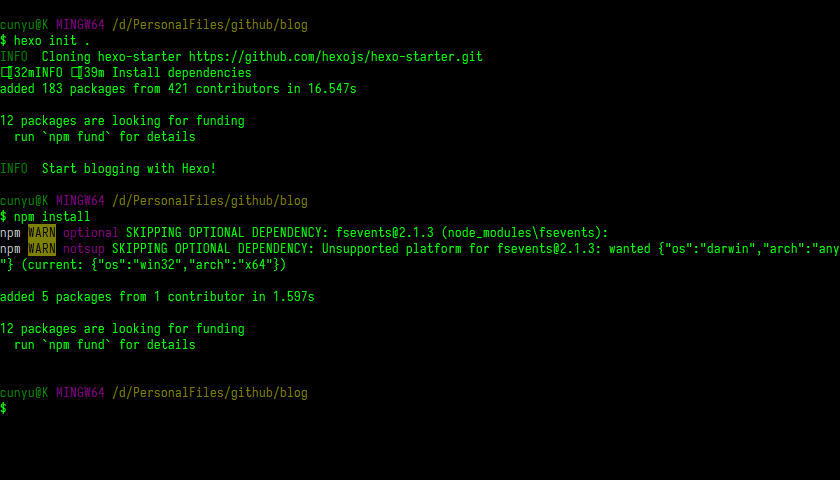 cunyu@K MINGW64 /d/PersonalFiles/github/blog
$ hexo init .
INFO  Cloning hexo-starter https://github.com/hexojs/hexo-starter.git
[32mINFO [39m Install dependencies
added 183 packages from 421 contributors in 16.547s
12 packages are looking for funding
  run `npm fund` for details
INFO  Start blogging with Hexo!
cunyu@K MINGW64 /d/PersonalFiles/github/blog
$ npm install
npm WARN optional SKIPPING OPTIONAL DEPENDENCY: fsevents@2.1.3 (node_modules\fsevents):
npm WARN notsup SKIPPING OPTIONAL DEPENDENCY: Unsupported platform for fsevents@2.1.3: wanted {"os":"darwin","arch":"any
"} (current: {"os":"win32","arch":"x64"})
added 5 packages from 1 contributor in 1.597s
12 packages are looking for funding
  run `npm fund` for details
cunyu@K MINGW64 /d/PersonalFiles/github/blog
$